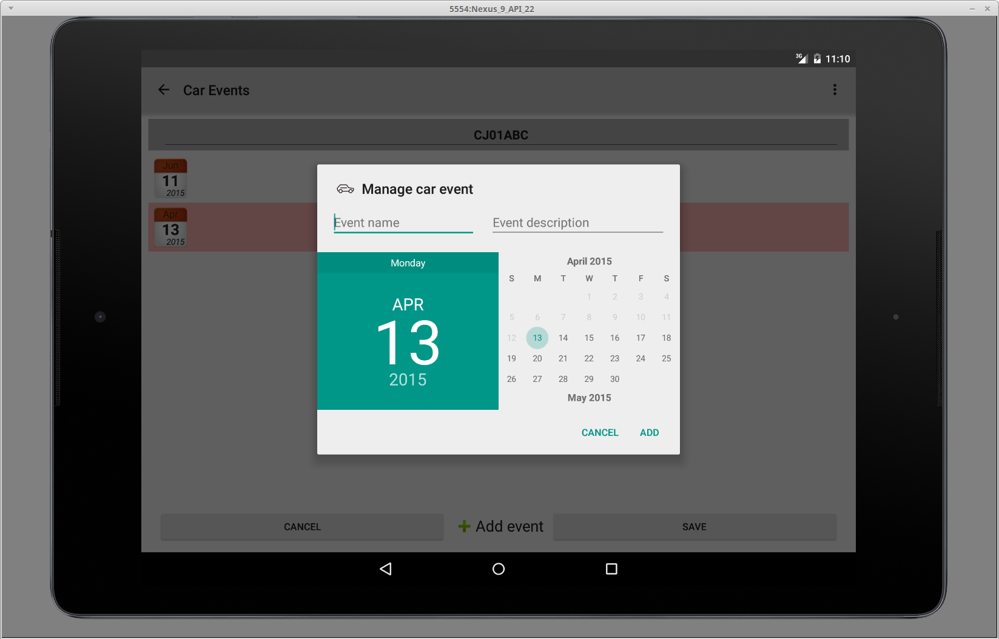 5554:Nexus_9_API_22
3G 11:10
Car Events
CJ01ABC
Jun
11
2015
Apr
13
2015
Manage car event
Event name Event description
Monday
APR
13
2015
April 2015
S M T W T F S
1 2 3 4
5 6 7 8 9 10 11
12 13 14 15 16 17 18
19 20 21 22 23 24 25
26 27 28 29 30
May 2015
CANCEL ADD
CANCEL Add event SAVE